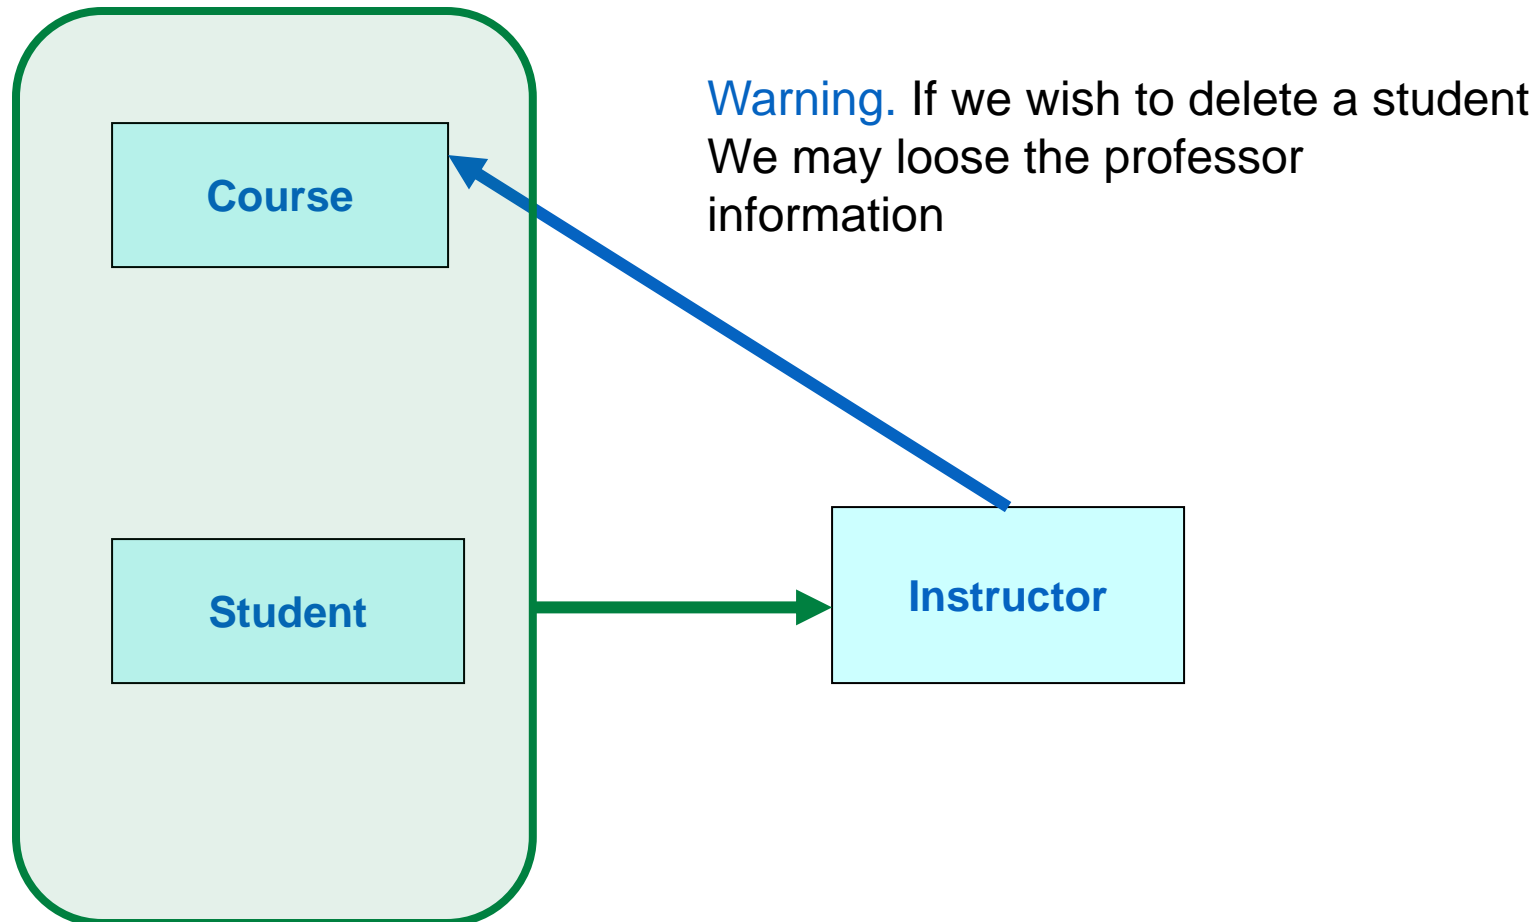 Warning. If we wish to delete a student
We may loose the professor
information
Course
Student
Instructor